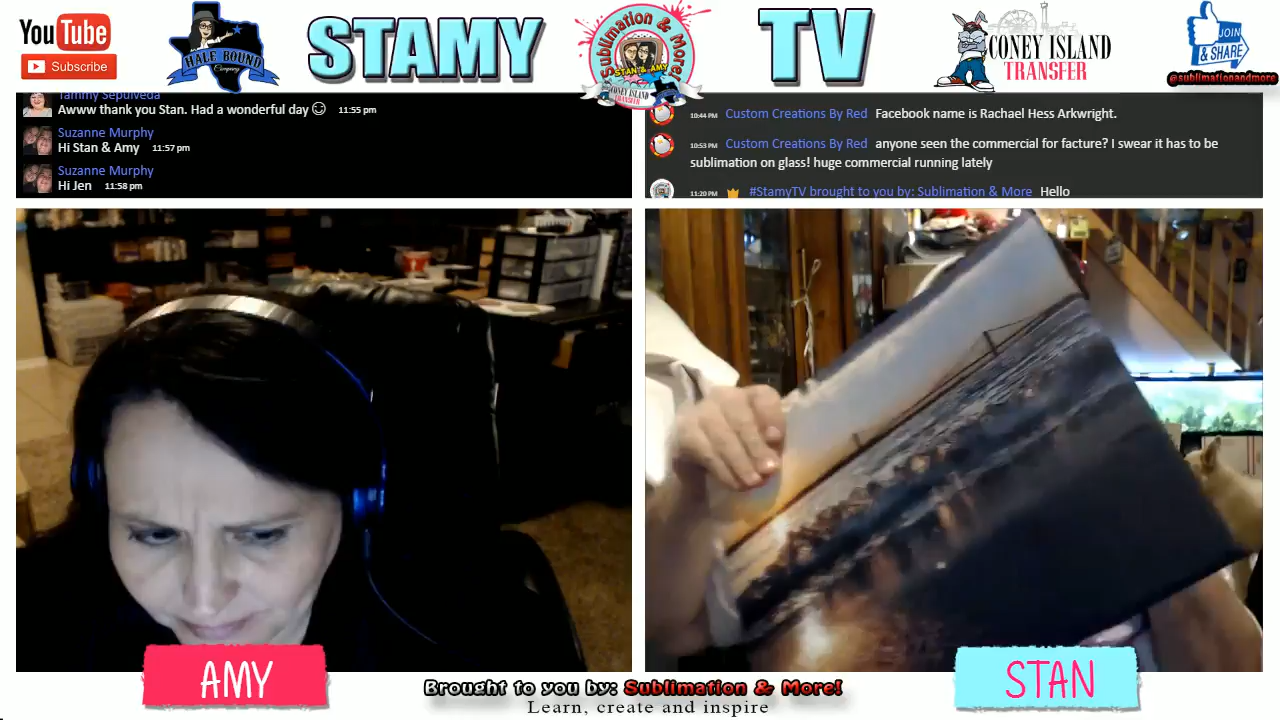 You Tube
Subscribe
HALE BOUND
Company
STAMY
Sublimation & More!
STAN & AMY
CONEY ISLAND
TRANSFER
TV
CONEY ISLAND
TRANSFER
JOIN
& SHARE
@sublimationandmore
Tammy Sepulveda
Awww thank you Stan. Had a wonderful day 11:55 pm
Suzanne Murphy
Hi Stan & Amy 11:57 pm
Suzanne Murphy
Hi Jen 11:58 pm
10:44 PM Custom Creations By Red Facebook name is Rachael Hess Arkwright.
10:53 PM Custom Creations By Red anyone seen the commercial for facture? I swear it has to be
sublimation on glass! huge commercial running lately
11:20 PM #StamyTV brought to you by: Sublimation & More Hello
AMY
Brought to you by: Sublimation & More!
Learn, create and inspire
STAN